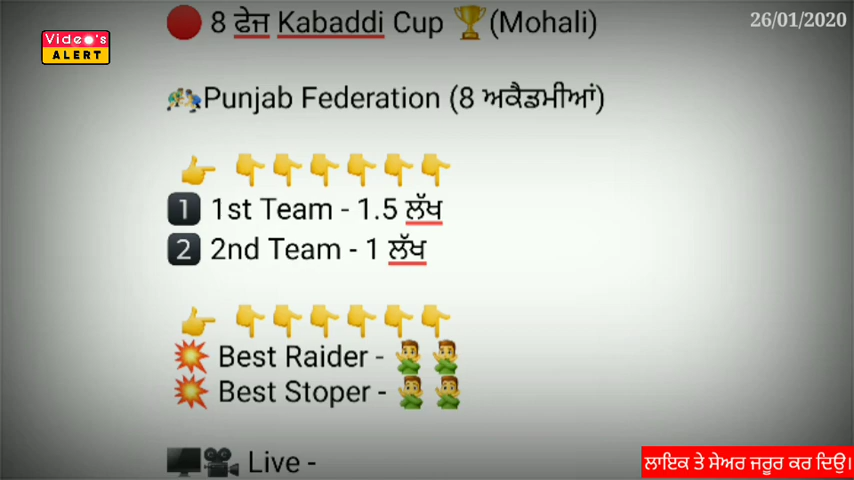 26/01/2020
Video's
ALERT
🔴 8 ਫੇਜ Kabaddi Cup 🏆(Mohali)
🤼‍♂️Punjab Federation (8 ਅਕੈਡਮੀਆਂ)
👉 👇👇👇👇👇👇
1️⃣ 1st Team - 1.5 ਲੱਖ
2️⃣ 2nd Team - 1 ਲੱਖ
👉 👇👇👇👇👇👇
💥 Best Raider - 🙅‍♂️🙅‍♂️
💥 Best Stoper - 🙅‍♂️🙅‍♂️
🖥️🎥 Live -
ਲਾਇਕ ਤੇ ਸੇਅਰ ਜਰੂਰ ਕਰ ਦਿਉ।